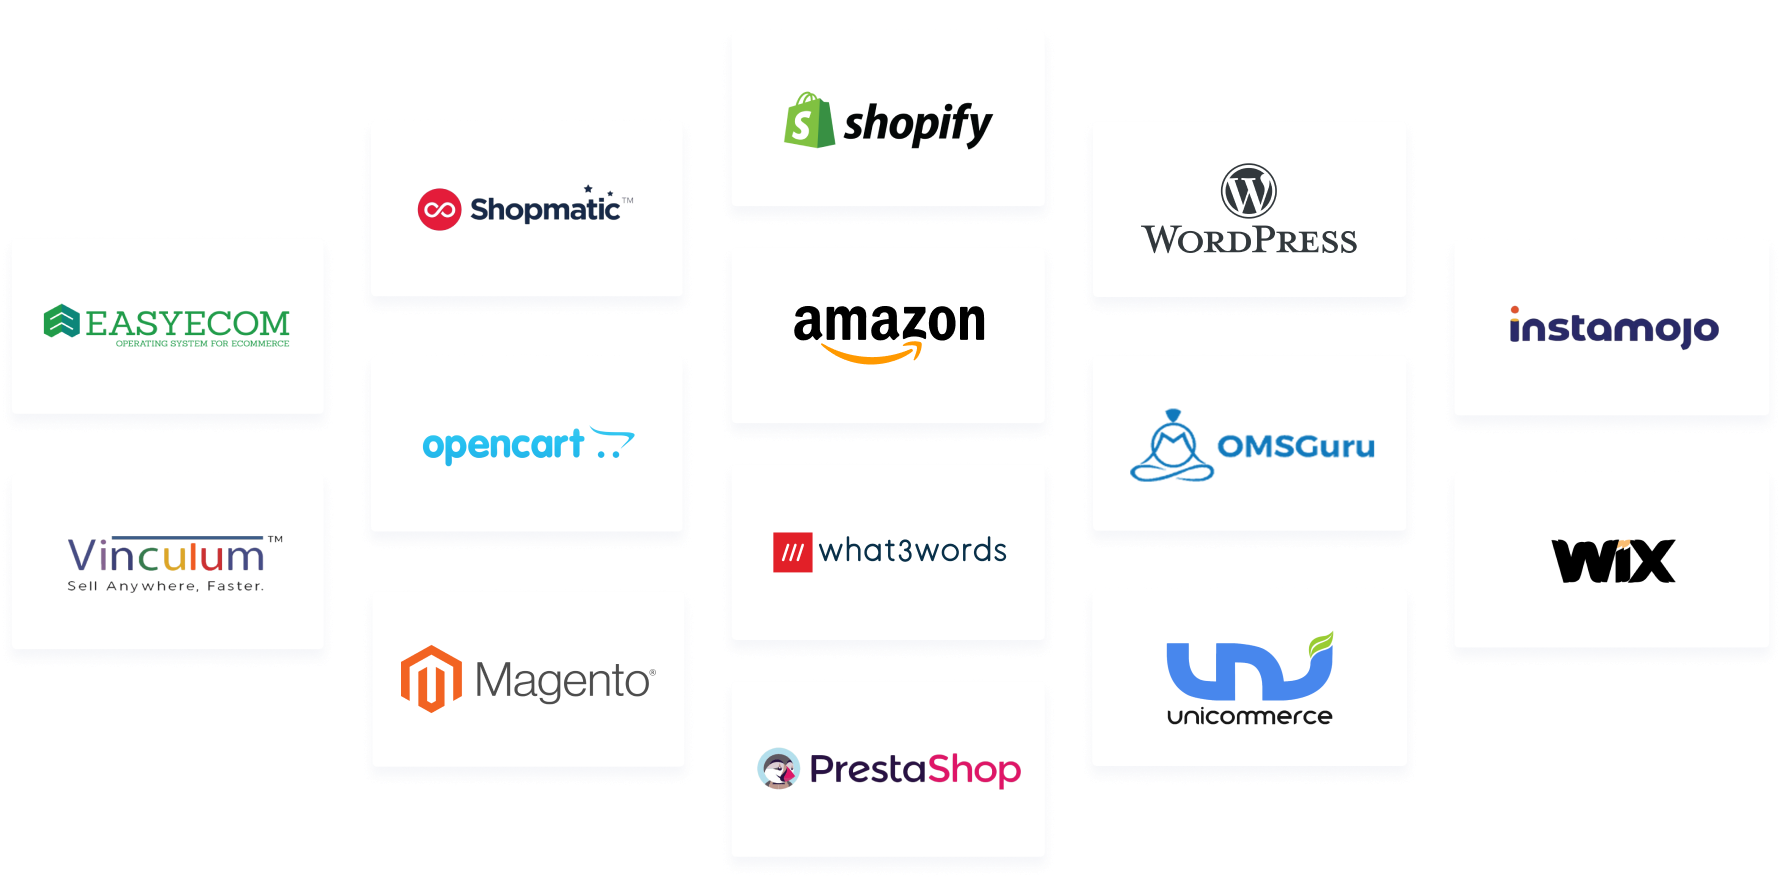 EASYECOM
OPERATING SYSTEM FOR ECOMMERCE
Vinculum™
Sell Anywhere, Faster.
Shopmatic™
opencart
Magento®
S shopify
amazon
what3words
PrestaShop
W
WORDPRESS
OMSGuru
uni
unicommerce
instamojo
WiX